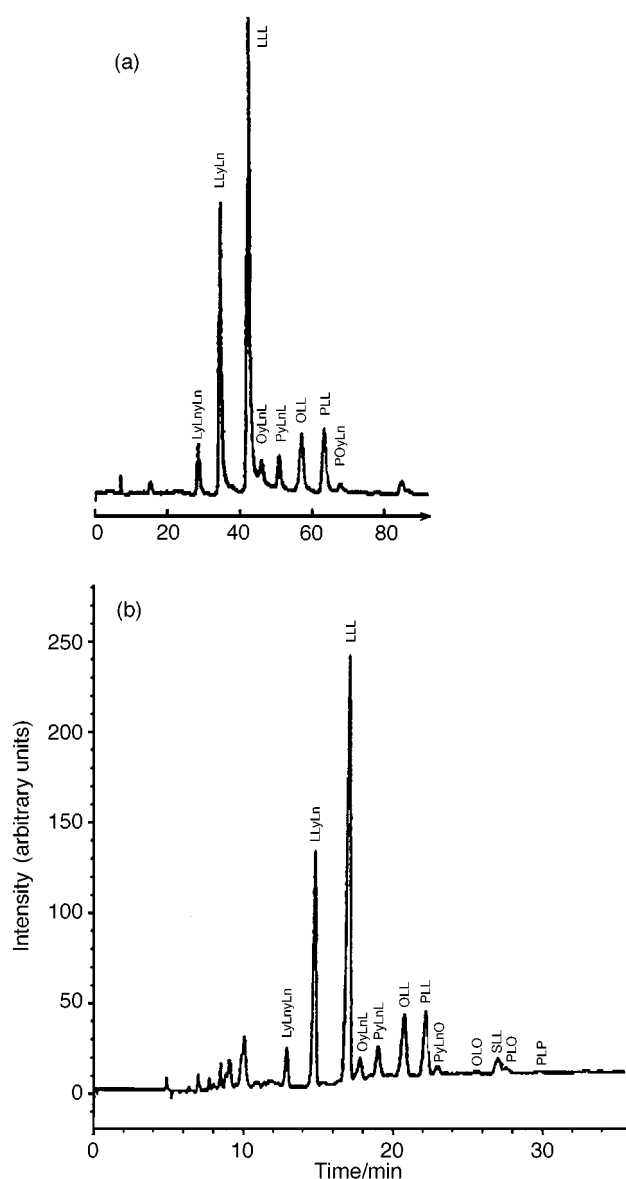 (a)
LLL
LLyLn
LyLnyLn
OyLnL
PyLnL
OLL
PLL
POyLn
0 20 40 60 80
(b)
Intensity (arbitrary units)
250
200
150
100
50
0
LLL
LLyLn
LyLnyLn
OyLnL
PyLnL
OLL
PLL
PyLnO
OLO
SLL
PLO
PLP
0 10 20 30
Time/min